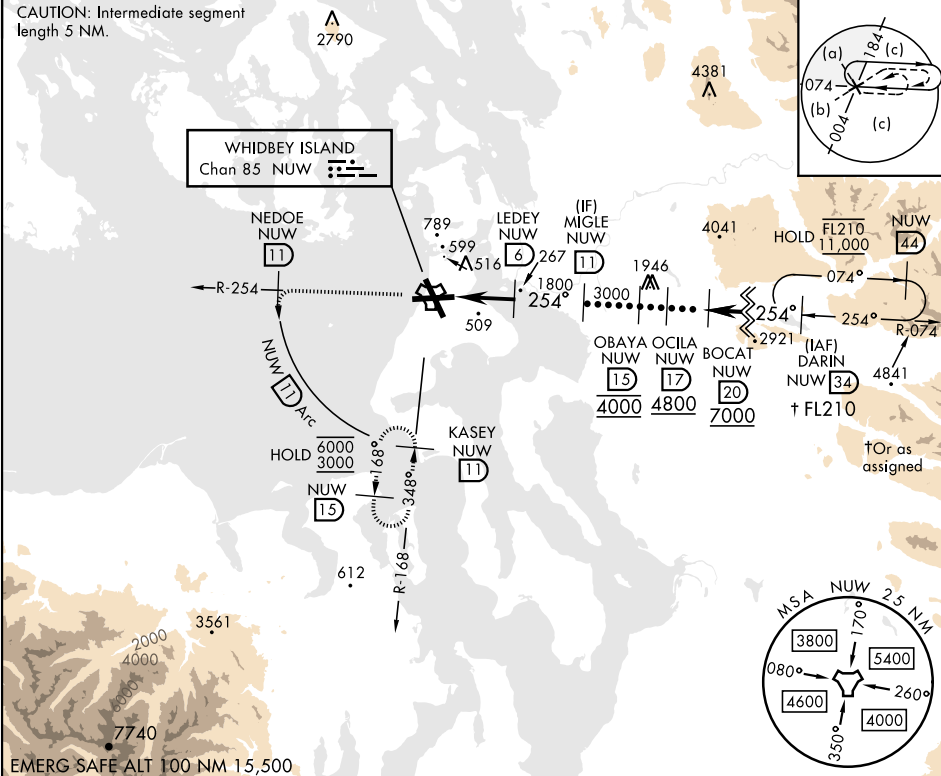 CAUTION: Intermediate segment
length 5 NM.
2790
4381
(a)
184
(c)
074
(b)
004
(c)
WHIDBEY ISLAND
Chan 85 NUW
NEDOE
NUW
11
R-254
789
599
516
LEDEY
NUW
6
267
(IF)
MIGLE
NUW
11
1946
4041
HOLD FL210
11,000
NUW
44
074°
1800
254°
3000
254°
254°
R-074
509
2921
OBAYA
NUW
15
4000
OCILA
NUW
17
4800
BOCAT
NUW
20
7000
(IAF)
DARIN
NUW 34
† FL210
4841
†Or as
assigned
NUW 11 Arc
HOLD 6000
3000
168°
348°
KASEY
NUW
11
NUW
15
R-168
612
3561
2000
4000
6000
7740
EMERG SAFE ALT 100 NM 15,500
MSA NUW 25 NM
170°
3800
5400
080°
260°
4600
4000
350°